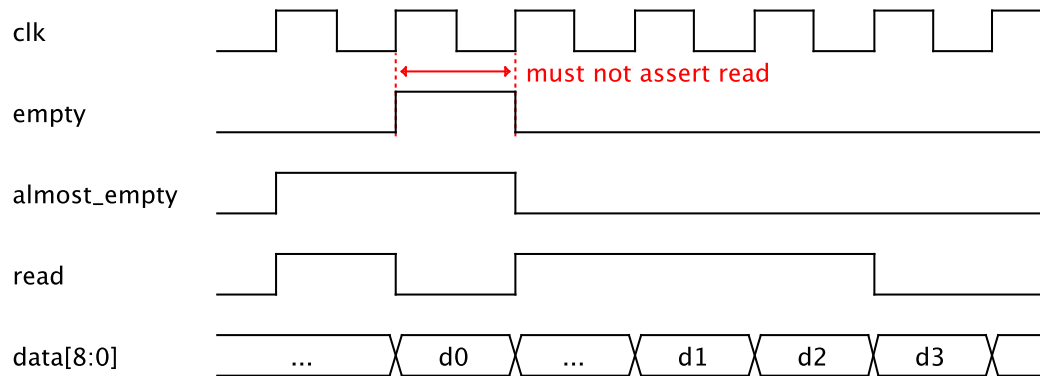 clk
must not assert read
empty
almost_empty
read
data[8:0] ... d0 ... d1 d2 d3